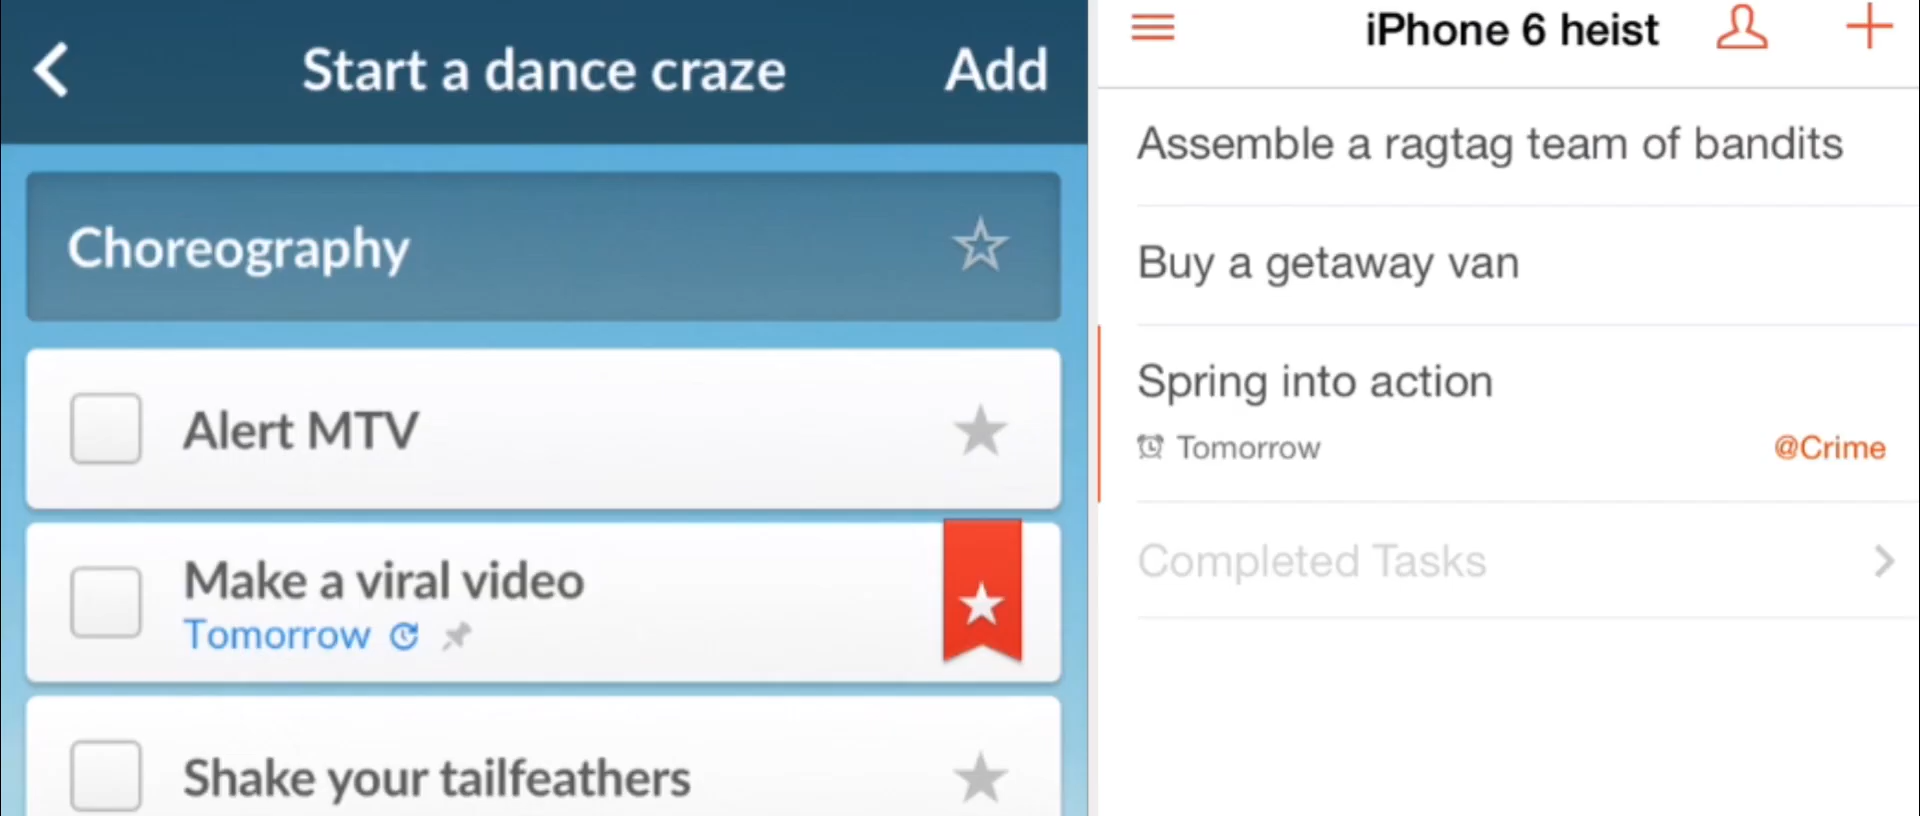 Start a dance craze
Add
Choreography
Alert MTV
Make a viral video
Tomorrow
Shake your tailfeathers
iPhone 6 heist
Assemble a ragtag team of bandits
Buy a getaway van
Spring into action
Tomorrow
@Crime
Completed Tasks